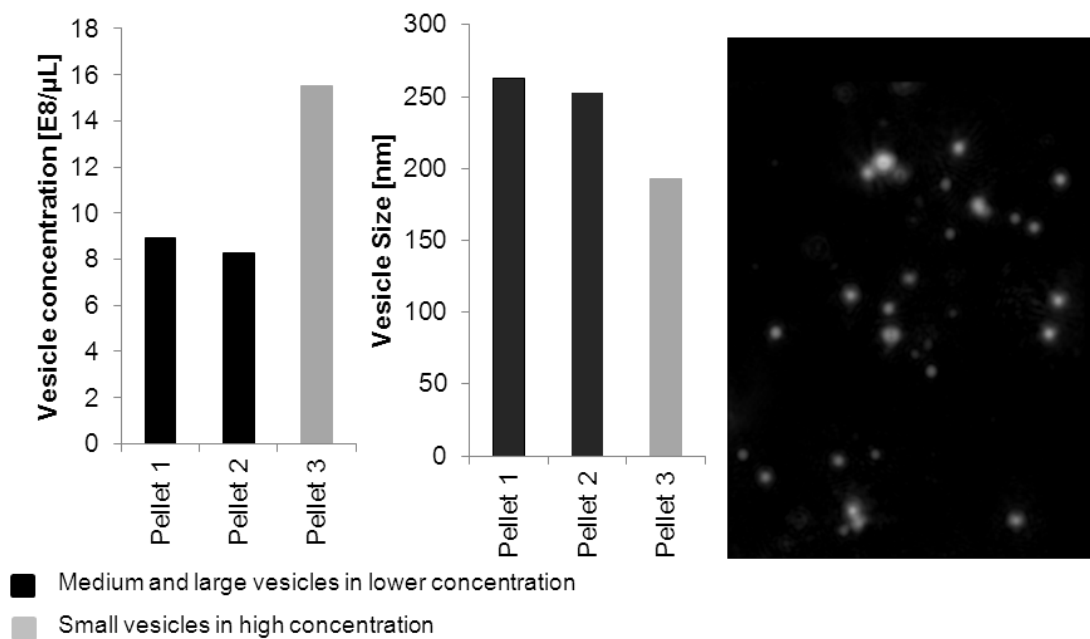 Vesicle concentration [E8/µL]
18
16
14
12
10
8
6
4
2
0
Pellet 1
Pellet 2
Pellet 3
Vesicle Size [nm]
300
250
200
150
100
50
0
Pellet 1
Pellet 2
Pellet 3
Medium and large vesicles in lower concentration
Small vesicles in high concentration